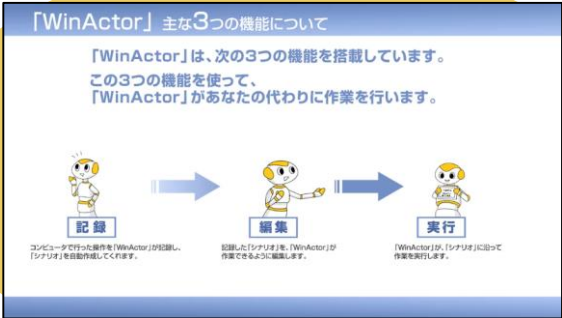 「WinActor」 主な3つの機能について
「WinActor」は、次の3つの機能を搭載しています。
この3つの機能を使って、
「WinActor」があなたの代わりに作業を行います。
記録
コンピュータで行った操作を「WinActor」が記録し、
「シナリオ」を自動作成してくれます。
編集
記録した「シナリオ」を、「WinActor」が
作業できるように編集します。
実行
「WinActor」が、「シナリオ」に沿って
作業を実行します。